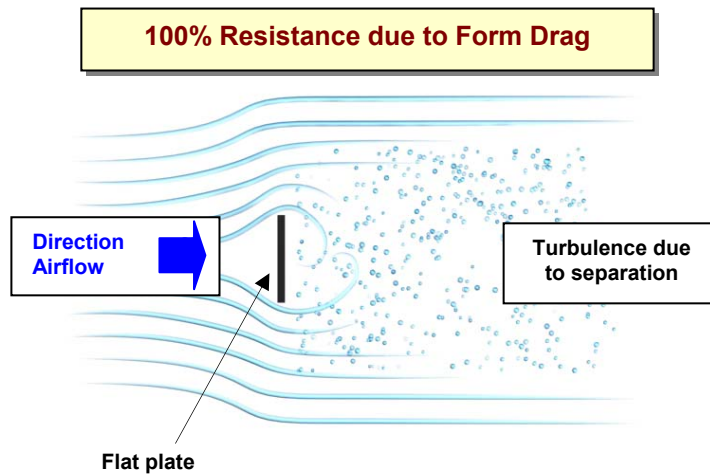 100% Resistance due to Form Drag
Direction
Airflow
Turbulence due
to separation
Flat plate